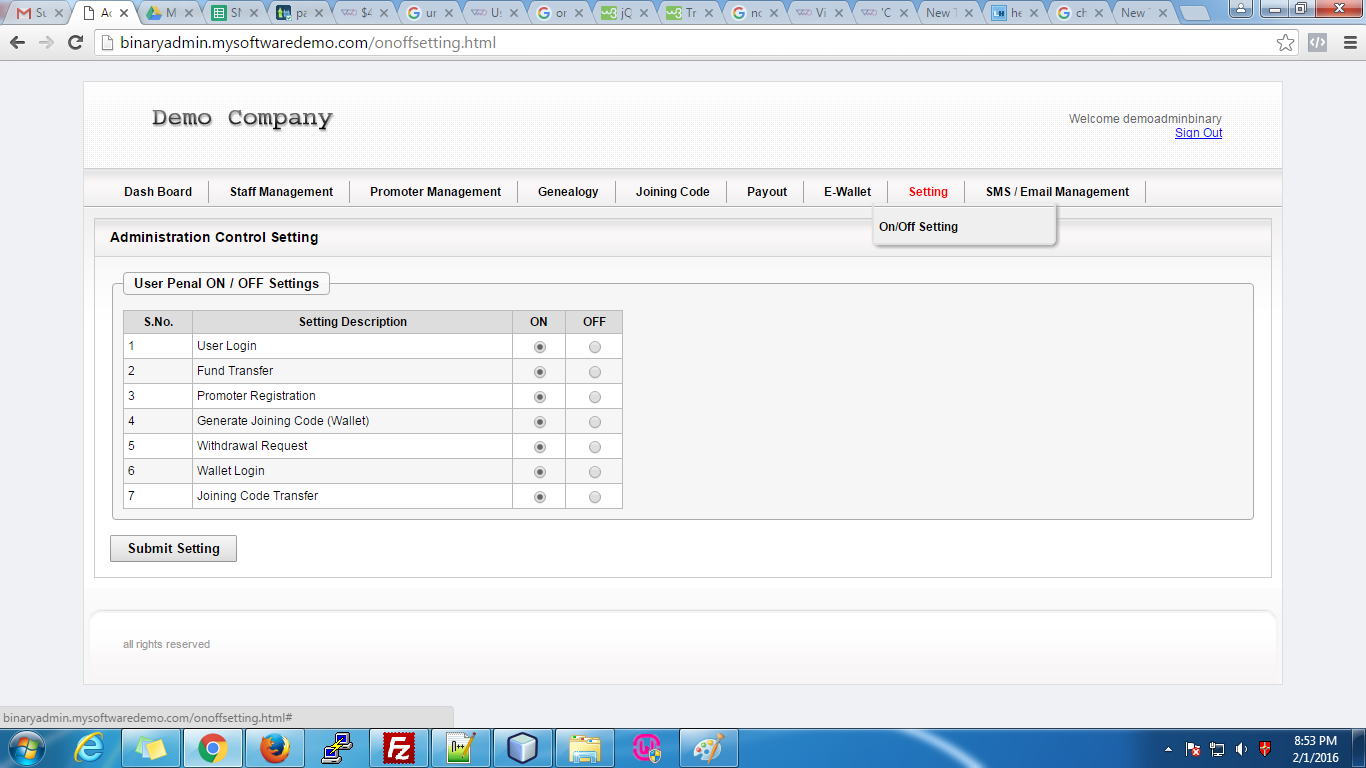 Su
Ac
M
SM
pa
$4
ur
Us
or
jQ
Tr
nc
Vi
'C
New T
he
ch
New
binaryadmin.mysoftwaredemo.com/onoffsetting.html
Demo Company
Welcome demoadminbinary
Sign Out
Dash Board Staff Management Promoter Management Genealogy Joining Code Payout E-Wallet Setting SMS / Email Management
On/Off Setting
Administration Control Setting
User Penal ON / OFF Settings
S.No. Setting Description ON OFF
1 User Login
2 Fund Transfer
3 Promoter Registration
4 Generate Joining Code (Wallet)
5 Withdrawal Request
6 Wallet Login
7 Joining Code Transfer
Submit Setting
all rights reserved
binaryadmin.mysoftwaredemo.com/onoffsetting.html#
8:53 PM
2/1/2016